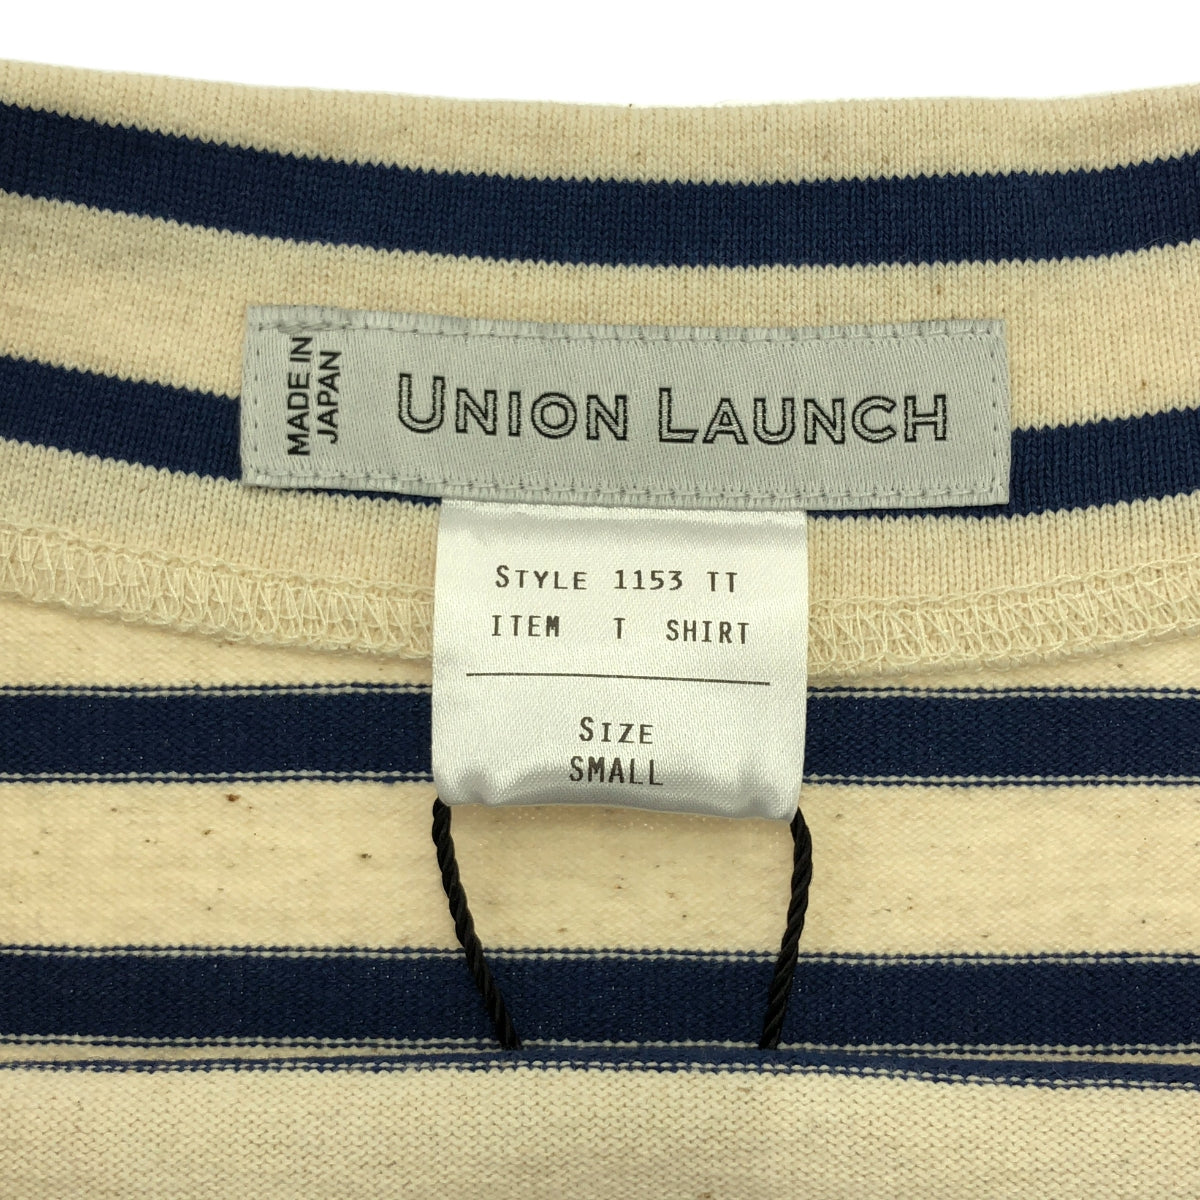 MADE IN
JAPAN
UNION LAUNCH
STYLE 1153 TT
ITEM T SHIRT
SIZE
SMALL